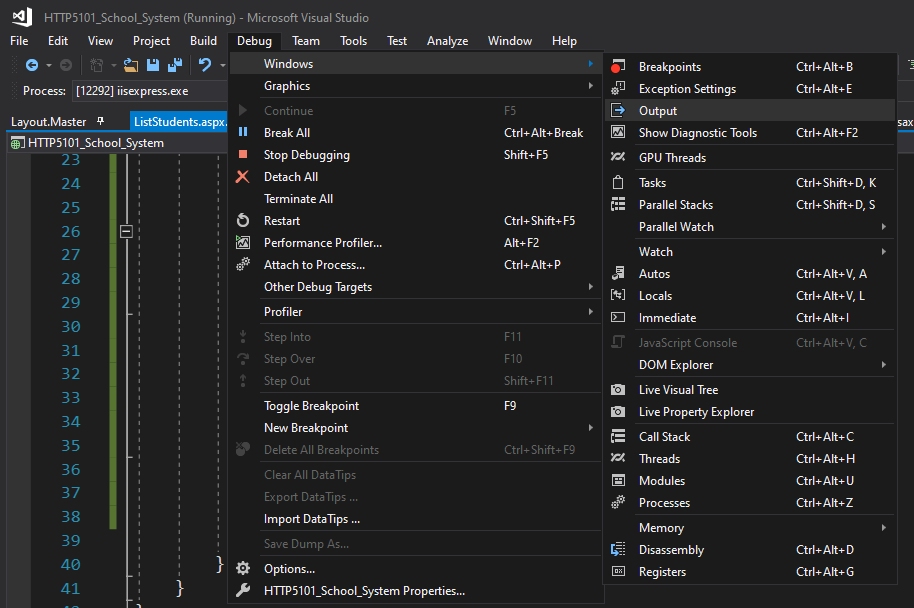 HTTP5101_School_System (Running) - Microsoft Visual Studio
File Edit View Project Build Debug Team Tools Test Analyze Window Help
Process: [12292] iisexpress.exe
Layout.Master ListStudents.aspx.
HTTP5101_School_System
23
24
25
26
27
28
29
30
31
32
33
34
35
36
37
38
39
40 }
41 }
Windows
Graphics
Continue F5
Break All Ctrl+Alt+Break
Stop Debugging Shift+F5
Detach All
Terminate All
Restart Ctrl+Shift+F5
Performance Profiler... Alt+F2
Attach to Process... Ctrl+Alt+P
Other Debug Targets
Profiler
Step Into F11
Step Over F10
Step Out Shift+F11
Toggle Breakpoint F9
New Breakpoint
Delete All Breakpoints Ctrl+Shift+F9
Clear All DataTips
Export DataTips ...
Import DataTips ...
Save Dump As...
Options...
HTTP5101_School_System Properties...
Breakpoints Ctrl+Alt+B
Exception Settings Ctrl+Alt+E
Output
Show Diagnostic Tools Ctrl+Alt+F2
GPU Threads
Tasks Ctrl+Shift+D, K
Parallel Stacks Ctrl+Shift+D, S
Parallel Watch
Watch
Autos Ctrl+Alt+V, A
Locals Ctrl+Alt+V, L
Immediate Ctrl+Alt+I
JavaScript Console Ctrl+Alt+V, C
DOM Explorer
Live Visual Tree
Live Property Explorer
Call Stack Ctrl+Alt+C
Threads Ctrl+Alt+H
Modules Ctrl+Alt+U
Processes Ctrl+Alt+Z
Memory
Disassembly Ctrl+Alt+D
Registers Ctrl+Alt+G